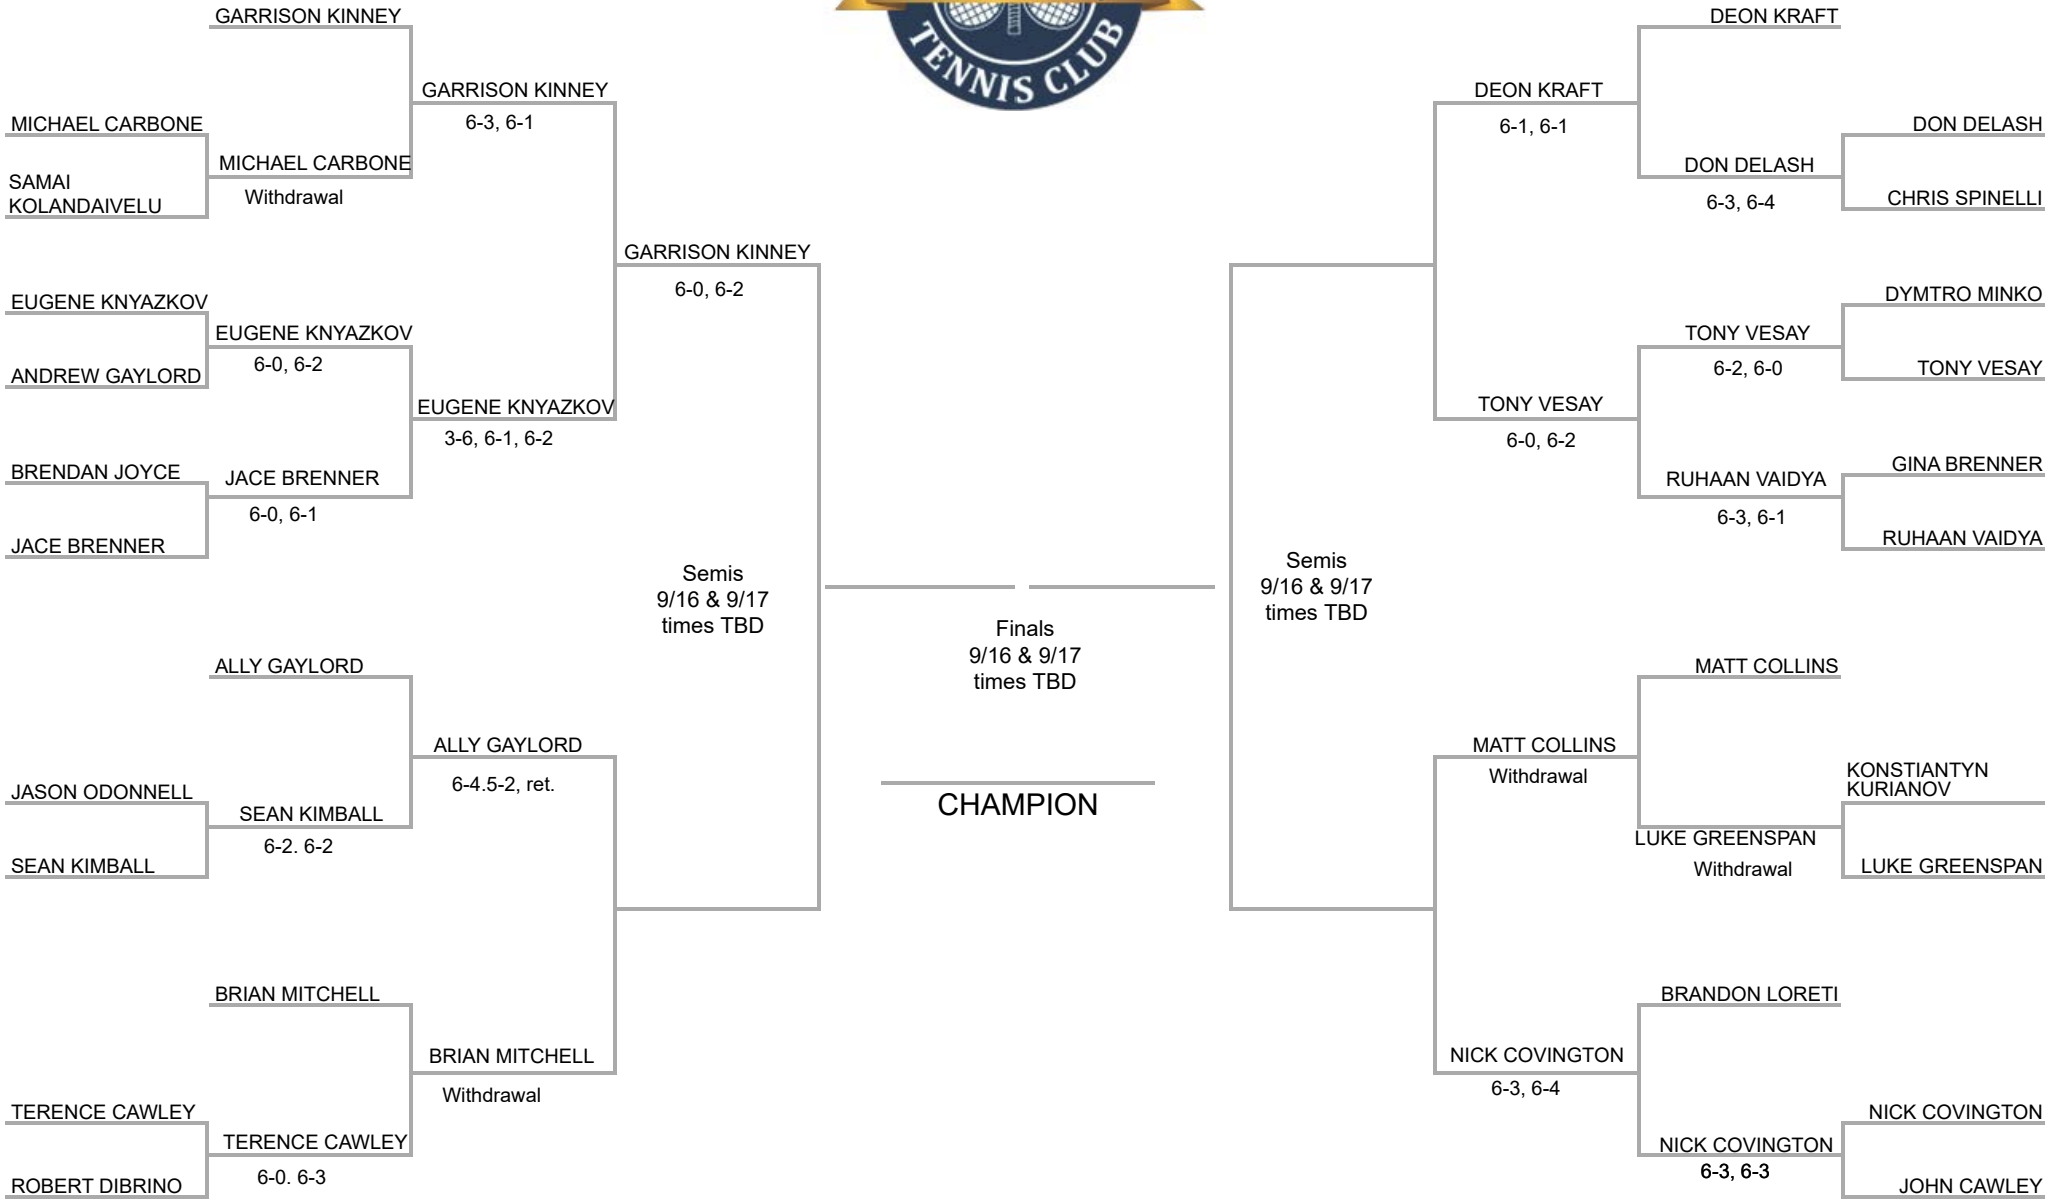 TENNIS CLUB
GARRISON KINNEY
MICHAEL CARBONE
SAMAI
KOLANDAIVELU
EUGENE KNYAZKOV
ANDREW GAYLORD
BRENDAN JOYCE
JACE BRENNER
JASON ODONNELL
SEAN KIMBALL
TERENCE CAWLEY
ROBERT DIBRINO
MICHAEL CARBONE
Withdrawal
EUGENE KNYAZKOV
6-0, 6-2
JACE BRENNER
6-0, 6-1
ALLY GAYLORD
SEAN KIMBALL
6-2. 6-2
BRIAN MITCHELL
TERENCE CAWLEY
6-0. 6-3
GARRISON KINNEY
6-3, 6-1
EUGENE KNYAZKOV
3-6, 6-1, 6-2
ALLY GAYLORD
6-4.5-2, ret.
BRIAN MITCHELL
Withdrawal
GARRISON KINNEY
6-0, 6-2
Semis
9/16 & 9/17
times TBD
Finals
9/16 & 9/17
times TBD
CHAMPION
Semis
9/16 & 9/17
times TBD
DEON KRAFT
6-1, 6-1
TONY VESAY
6-0, 6-2
MATT COLLINS
Withdrawal
NICK COVINGTON
6-3, 6-4
DEON KRAFT
DON DELASH
6-3, 6-4
TONY VESAY
6-2, 6-0
RUHAAN VAIDYA
6-3, 6-1
MATT COLLINS
LUKE GREENSPAN
Withdrawal
BRANDON LORETI
NICK COVINGTON
6-3, 6-3
DON DELASH
CHRIS SPINELLI
DYMTRO MINKO
TONY VESAY
GINA BRENNER
RUHAAN VAIDYA
KONSTIANTYN
KURIANOV
LUKE GREENSPAN
NICK COVINGTON
JOHN CAWLEY